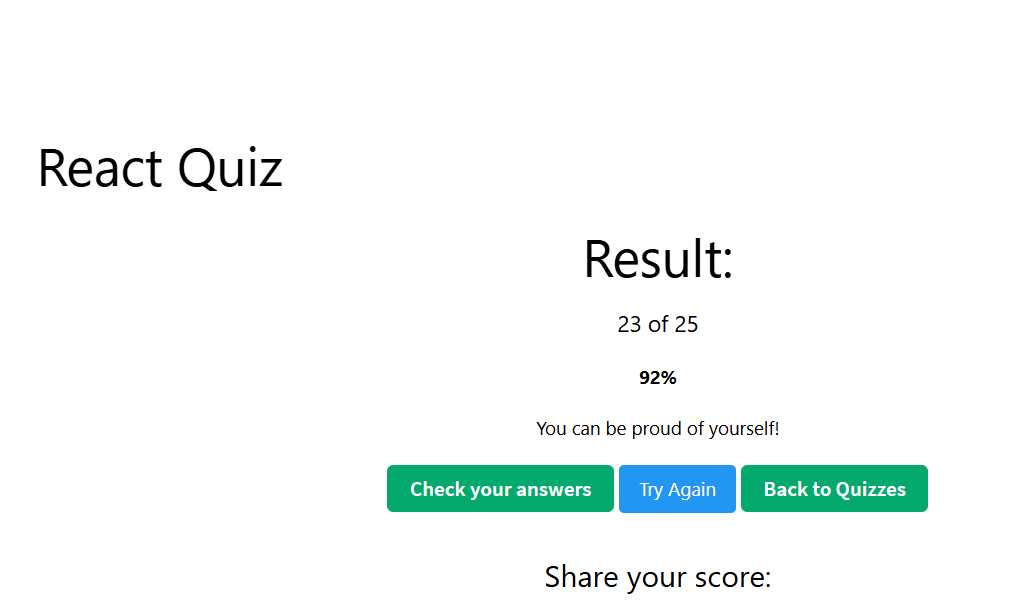 React Quiz
Result:
23 of 25
92%
You can be proud of yourself!
Check your answers Try Again Back to Quizzes
Share your score: